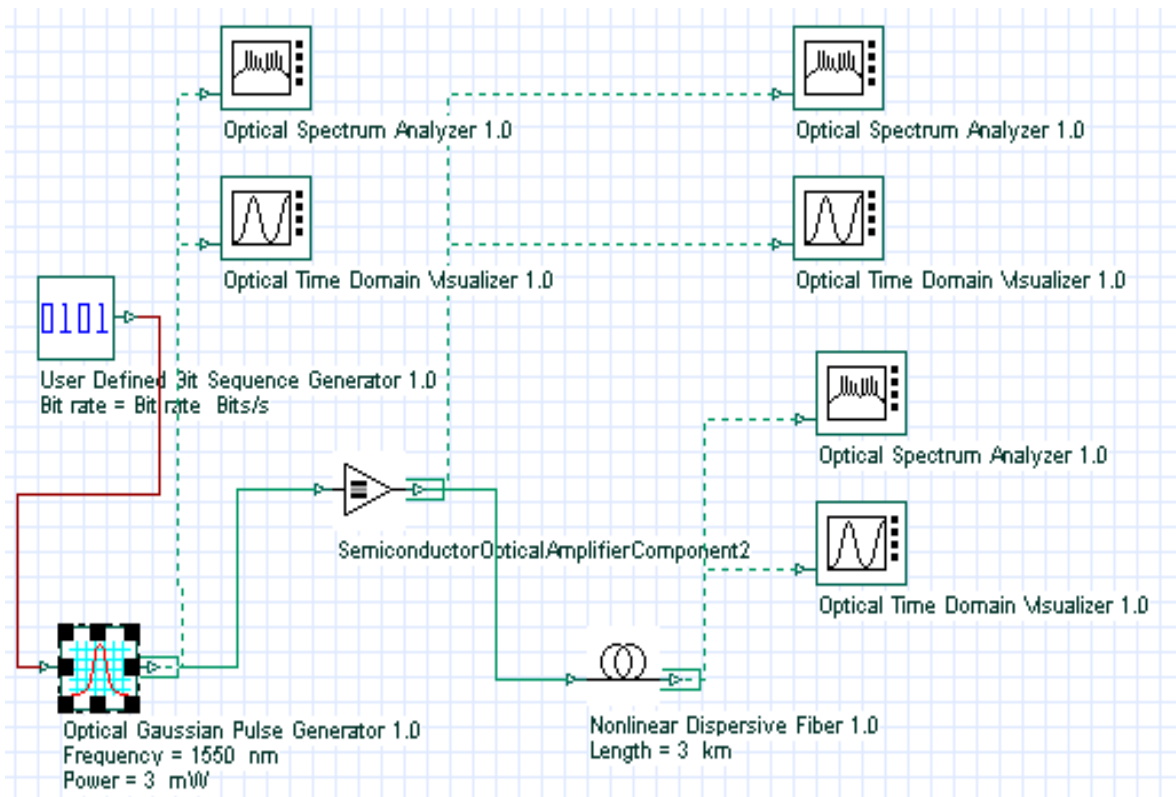 Optical Spectrum Analyzer 1.0
Optical Spectrum Analyzer 1.0
Optical Time Domain Visualizer 1.0
Optical Time Domain Visualizer 1.0
0101
User Defined Bit Sequence Generator 1.0
Bit rate = Bit rate Bits/s
Optical Spectrum Analyzer 1.0
SemiconductorOpticalAmplifierComponent2
Optical Time Domain Visualizer 1.0
Optical Gaussian Pulse Generator 1.0
Frequency = 1550 nm
Power = 3 mW
Nonlinear Dispersive Fiber 1.0
Length = 3 km